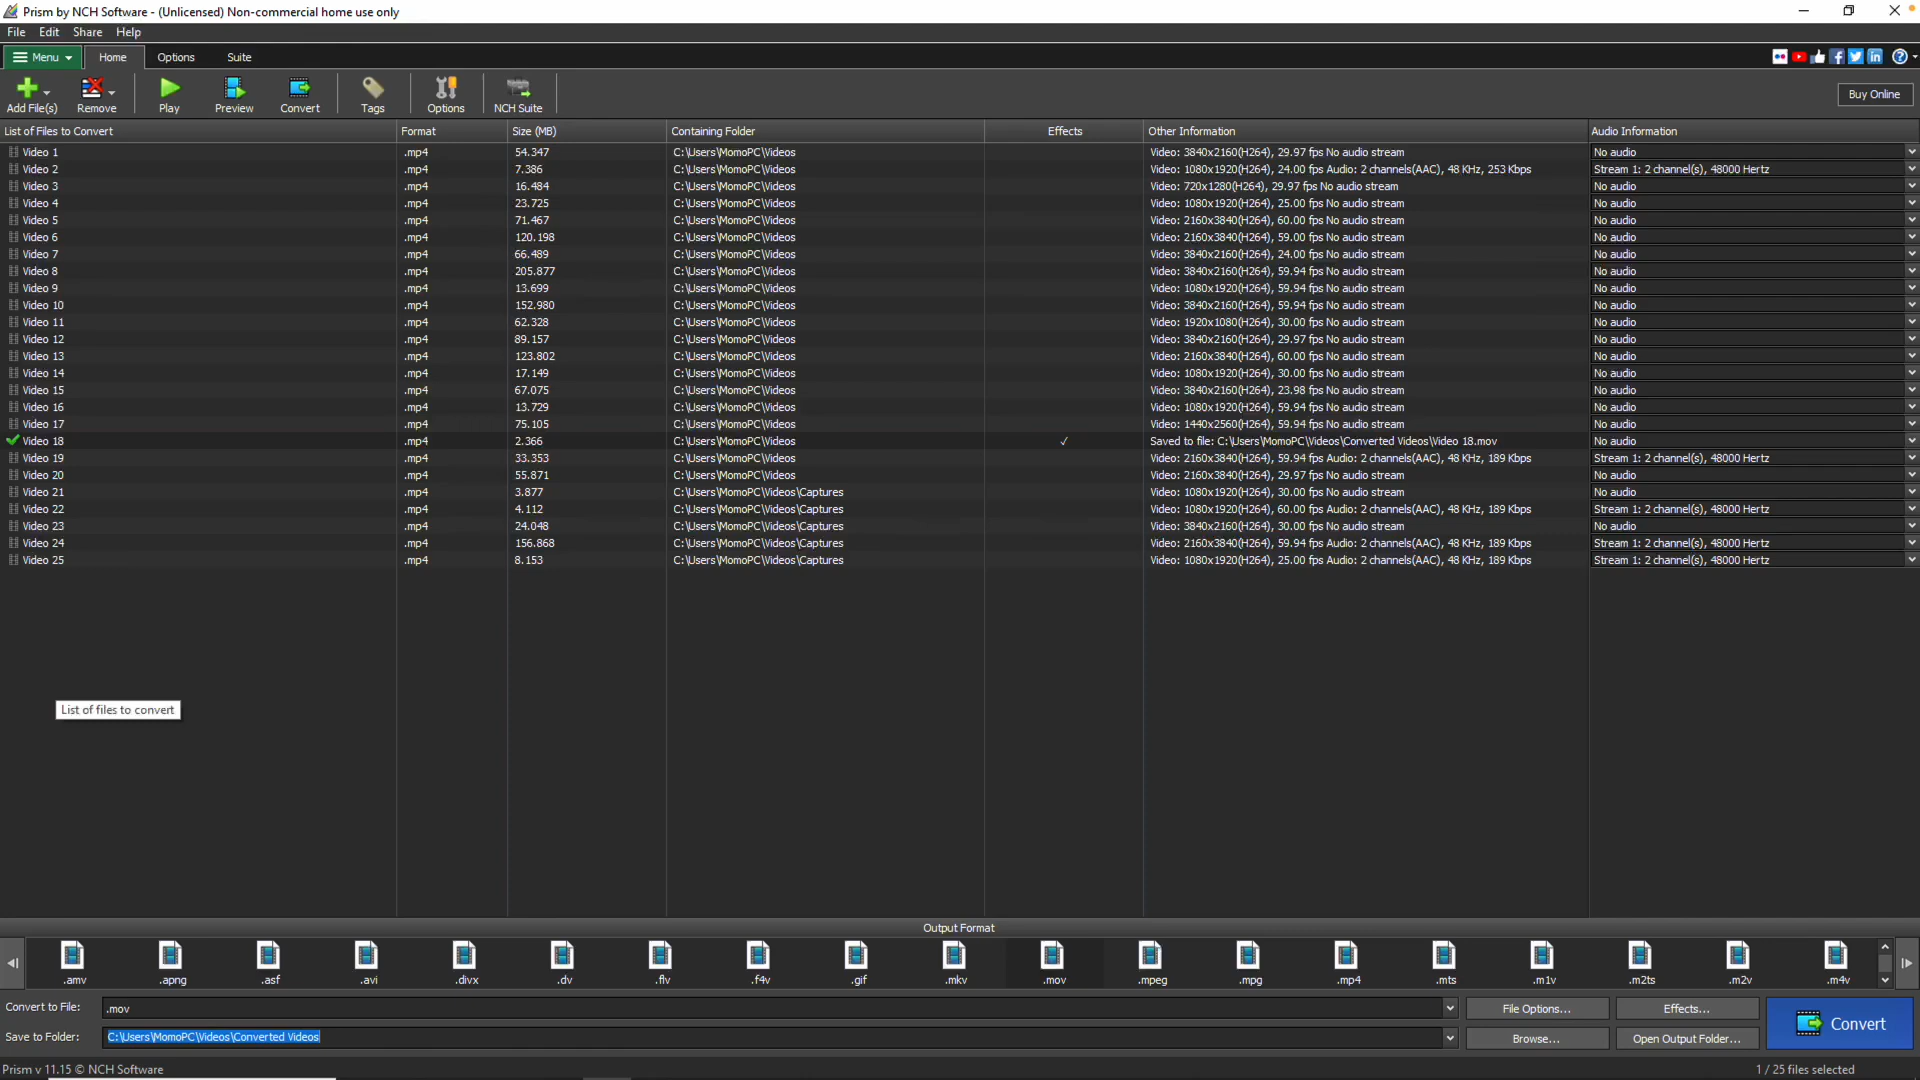 Prism by NCH Software - (Unlicensed) Non-commercial home use only
File Edit Share Help
Menu Home Options Suite
Add File(s) Remove Play Preview Convert Tags Options NCH Suite Buy Online
List of Files to Convert Format Size (MB) Containing Folder Effects Other Information Audio Information
Video 1 .mp4 54.347 C:\Users\MomoPC\Videos Video: 3840x2160(H264), 29.97 fps No audio stream No audio
Video 2 .mp4 7.386 C:\Users\MomoPC\Videos Video: 1080x1920(H264), 24.00 fps Audio: 2 channels(AAC), 48 KHz, 253 Kbps Stream 1: 2 channel(s), 48000 Hertz
Video 3 .mp4 16.484 C:\Users\MomoPC\Videos Video: 720x1280(H264), 29.97 fps No audio stream No audio
Video 4 .mp4 23.725 C:\Users\MomoPC\Videos Video: 1080x1920(H264), 25.00 fps No audio stream No audio
Video 5 .mp4 71.467 C:\Users\MomoPC\Videos Video: 2160x3840(H264), 60.00 fps No audio stream No audio
Video 6 .mp4 120.198 C:\Users\MomoPC\Videos Video: 2160x3840(H264), 59.00 fps No audio stream No audio
Video 7 .mp4 66.489 C:\Users\MomoPC\Videos Video: 3840x2160(H264), 24.00 fps No audio stream No audio
Video 8 .mp4 205.877 C:\Users\MomoPC\Videos Video: 3840x2160(H264), 59.94 fps No audio stream No audio
Video 9 .mp4 13.699 C:\Users\MomoPC\Videos Video: 1080x1920(H264), 59.94 fps No audio stream No audio
Video 10 .mp4 152.980 C:\Users\MomoPC\Videos Video: 3840x2160(H264), 59.94 fps No audio stream No audio
Video 11 .mp4 62.328 C:\Users\MomoPC\Videos Video: 1920x1080(H264), 30.00 fps No audio stream No audio
Video 12 .mp4 89.157 C:\Users\MomoPC\Videos Video: 3840x2160(H264), 29.97 fps No audio stream No audio
Video 13 .mp4 123.802 C:\Users\MomoPC\Videos Video: 2160x3840(H264), 60.00 fps No audio stream No audio
Video 14 .mp4 17.149 C:\Users\MomoPC\Videos Video: 1080x1920(H264), 30.00 fps No audio stream No audio
Video 15 .mp4 67.075 C:\Users\MomoPC\Videos Video: 3840x2160(H264), 23.98 fps No audio stream No audio
Video 16 .mp4 13.729 C:\Users\MomoPC\Videos Video: 1080x1920(H264), 59.94 fps No audio stream No audio
Video 17 .mp4 75.105 C:\Users\MomoPC\Videos Video: 1440x2560(H264), 59.94 fps No audio stream No audio
Video 18 .mp4 2.366 C:\Users\MomoPC\Videos ✓ Saved to file: C:\Users\MomoPC\Videos\Converted Videos\Video 18.mov No audio
Video 19 .mp4 33.353 C:\Users\MomoPC\Videos Video: 2160x3840(H264), 59.94 fps Audio: 2 channels(AAC), 48 KHz, 189 Kbps Stream 1: 2 channel(s), 48000 Hertz
Video 20 .mp4 55.871 C:\Users\MomoPC\Videos Video: 2160x3840(H264), 29.97 fps No audio stream No audio
Video 21 .mp4 3.877 C:\Users\MomoPC\Videos\Captures Video: 1080x1920(H264), 30.00 fps No audio stream No audio
Video 22 .mp4 4.112 C:\Users\MomoPC\Videos\Captures Video: 1080x1920(H264), 60.00 fps Audio: 2 channels(AAC), 48 KHz, 189 Kbps Stream 1: 2 channel(s), 48000 Hertz
Video 23 .mp4 24.048 C:\Users\MomoPC\Videos\Captures Video: 3840x2160(H264), 30.00 fps No audio stream No audio
Video 24 .mp4 156.868 C:\Users\MomoPC\Videos\Captures Video: 2160x3840(H264), 59.94 fps Audio: 2 channels(AAC), 48 KHz, 189 Kbps Stream 1: 2 channel(s), 48000 Hertz
Video 25 .mp4 8.153 C:\Users\MomoPC\Videos\Captures Video: 1080x1920(H264), 25.00 fps Audio: 2 channels(AAC), 48 KHz, 189 Kbps Stream 1: 2 channel(s), 48000 Hertz
List of files to convert
Output Format
.amv .apng .asf .avi .divx .dv .flv .f4v .gif .mkv .mov .mpeg .mpg .mp4 .mts .m1v .m2ts .m2v .m4v
Convert to File: .mov File Options... Effects... Convert
Save to Folder: C:\Users\MomoPC\Videos\Converted Videos Browse... Open Output Folder...
Prism v 11.15 © NCH Software 1 / 25 files selected